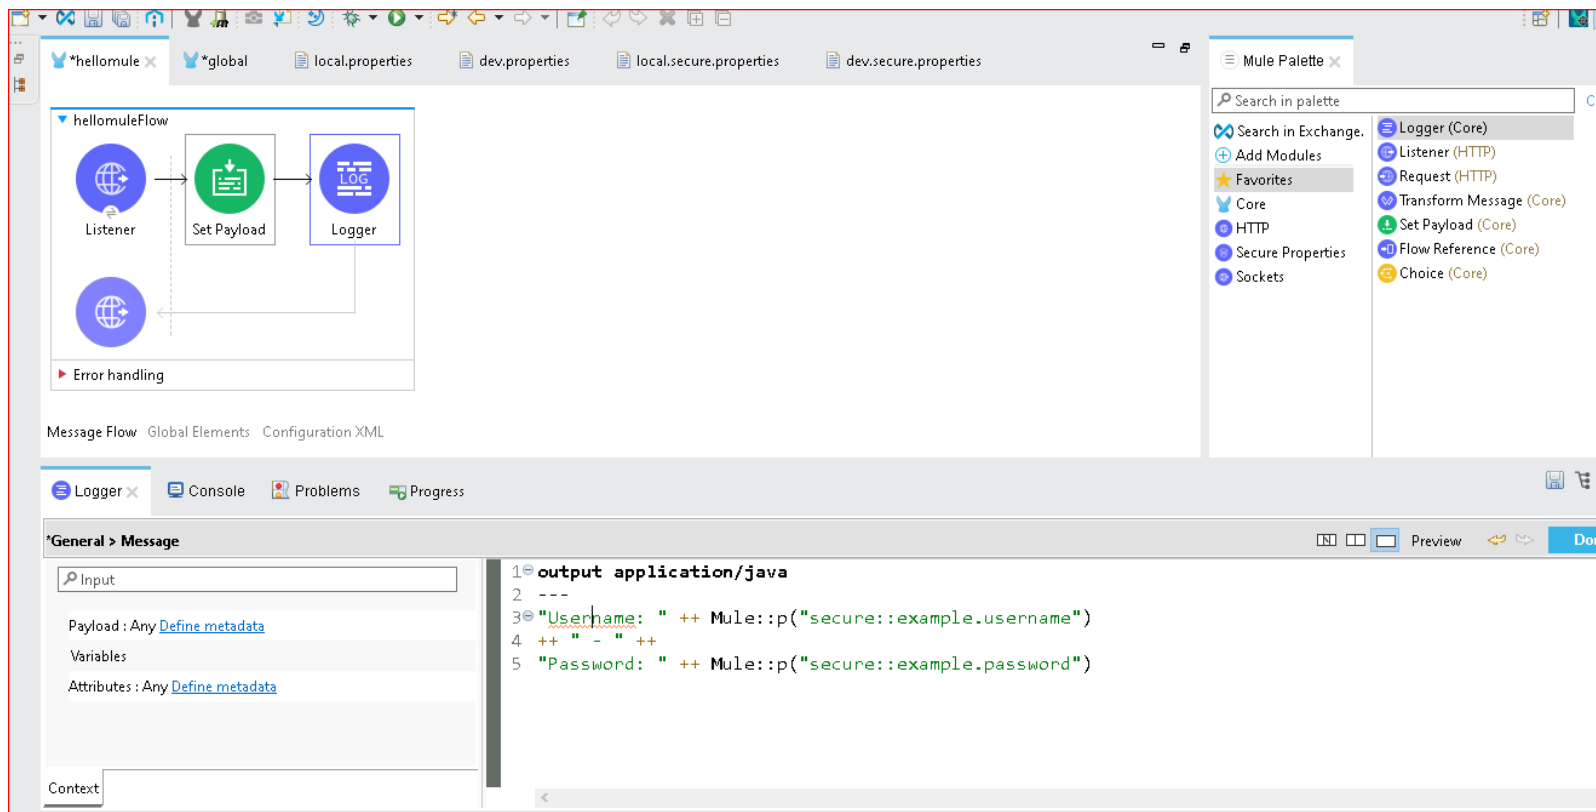 *hellomule
*global
local.properties
dev.properties
local.secure.properties
dev.secure.properties
Mule Palette
hellomuleFlow
Listener
Set Payload
LOG
Logger
Error handling
Message Flow Global Elements Configuration XML
Search in palette
C
Search in Exchange.
Add Modules
Favorites
Core
HTTP
Secure Properties
Sockets
Logger (Core)
Listener (HTTP)
Request (HTTP)
Transform Message (Core)
Set Payload (Core)
Flow Reference (Core)
Choice (Core)
Logger
Console
Problems
Progress
*General > Message
Preview
Input
Payload : Any Define metadata
Variables
Attributes : Any Define metadata
Context
1 output application/java
2 ---
3 "Username: " ++ Mule::p("secure::example.username")
4 ++ " - " ++
5 "Password: " ++ Mule::p("secure::example.password")